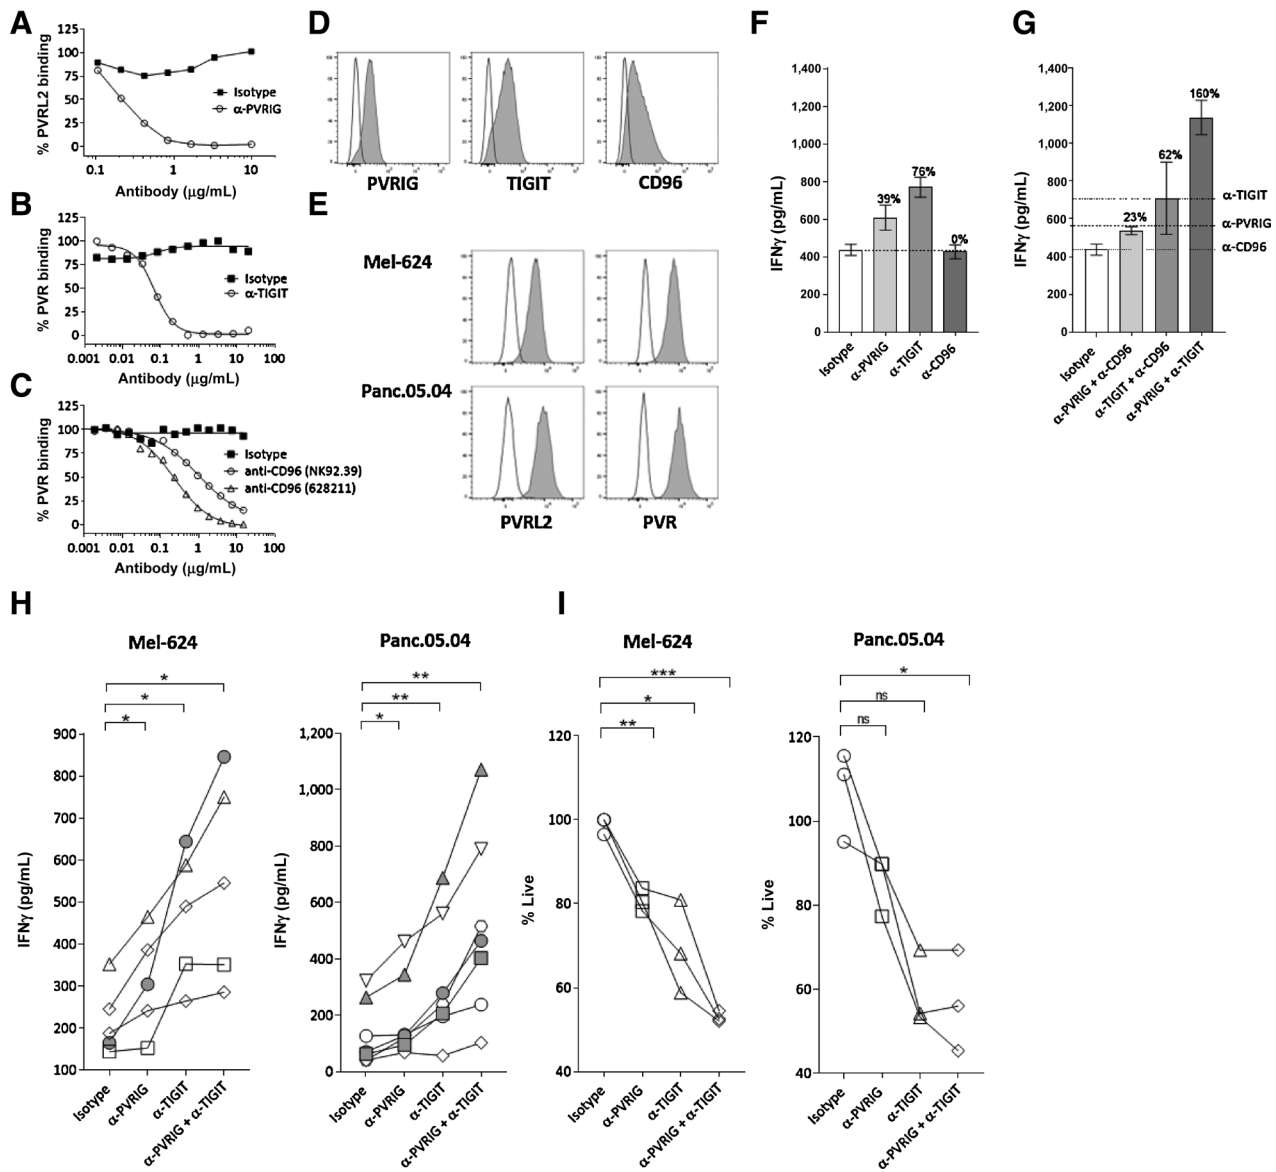 A
% PVRL2 binding
125
100
75
50
25
0
Isotype
α-PVRIG
0.1
1
10
Antibody (µg/mL)
B
% PVR binding
125
100
75
50
25
0
Isotype
α-TIGIT
0.001
0.01
0.1
1
10
100
Antibody (µg/mL)
C
% PVR binding
125
100
75
50
25
0
Isotype
anti-CD96 (NK92.39)
anti-CD96 (628211)
0.001
0.01
0.1
1
10
100
Antibody (µg/mL)
D
PVRIG
TIGIT
CD96
E
Mel-624
Panc.05.04
PVRL2
PVR
F
IFNγ (pg/mL)
1,400
1,200
1,000
800
600
400
200
0
39%
76%
0%
Isotype
α-PVRIG
α-TIGIT
α-CD96
G
IFNγ (pg/mL)
1,400
1,200
1,000
800
600
400
200
0
23%
62%
160%
α-TIGIT
α-PVRIG
α-CD96
Isotype
α-PVRIG + α-CD96
α-TIGIT + α-CD96
α-PVRIG + α-TIGIT
H
Mel-624
*
*
*
IFNγ (pg/mL)
900
800
700
600
500
400
300
200
100
Isotype
α-PVRIG
α-TIGIT
α-PVRIG + α-TIGIT
Panc.05.04
**
**
*
IFNγ (pg/mL)
1,200
1,000
800
600
400
200
0
Isotype
α-PVRIG
α-TIGIT
α-PVRIG + α-TIGIT
I
Mel-624
***
*
**
% Live
120
100
80
60
40
Isotype
α-PVRIG
α-TIGIT
α-PVRIG + α-TIGIT
Panc.05.04
*
ns
ns
% Live
120
100
80
60
40
Isotype
α-PVRIG
α-TIGIT
α-PVRIG + α-TIGIT